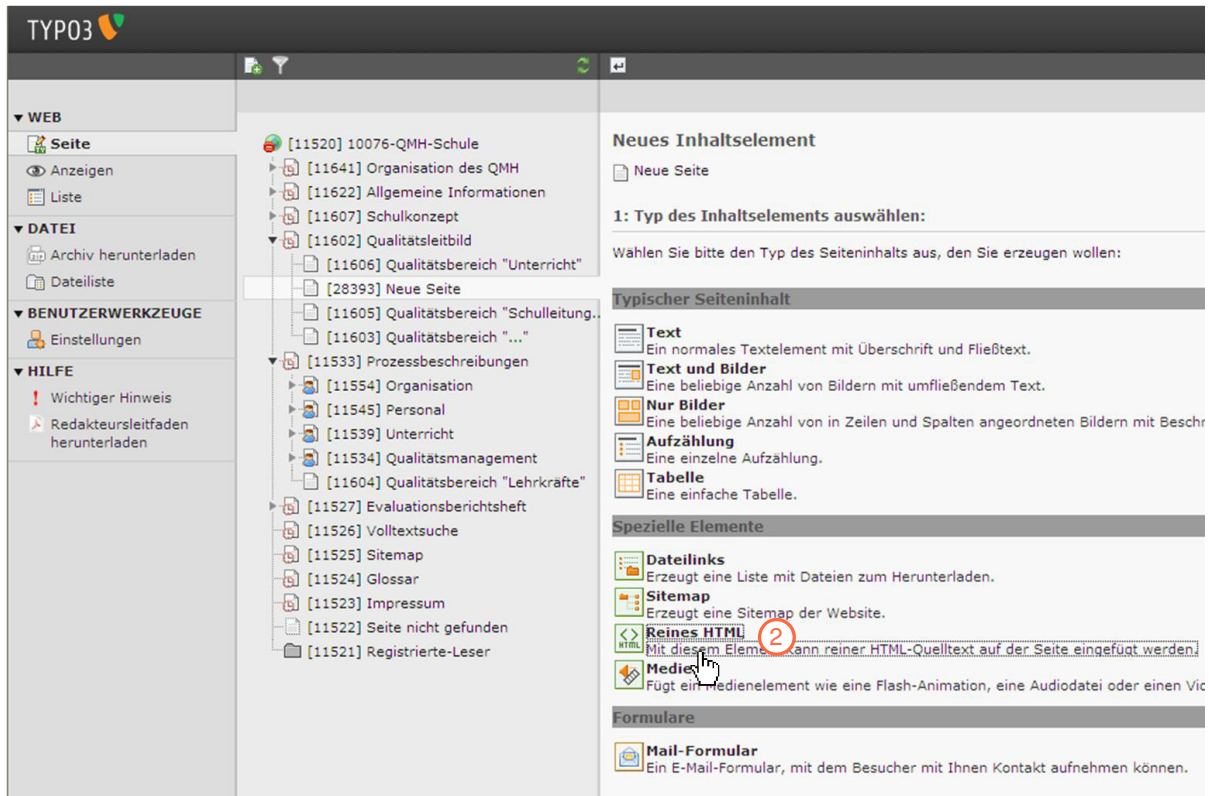 TYPO3
WEB
Seite
Anzeigen
Liste
DATEI
Archiv herunterladen
Dateiliste
BENUTZERWERKZEUGE
Einstellungen
HILFE
Wichtiger Hinweis
Redakteursleitfaden
herunterladen
[11520] 10076-QMH-Schule
[11641] Organisation des QMH
[11622] Allgemeine Informationen
[11607] Schulkonzept
[11602] Qualitätsleitbild
[11606] Qualitätsbereich "Unterricht"
[28393] Neue Seite
[11605] Qualitätsbereich "Schulleitung..
[11603] Qualitätsbereich "..."
[11533] Prozessbeschreibungen
[11554] Organisation
[11545] Personal
[11539] Unterricht
[11534] Qualitätsmanagement
[11604] Qualitätsbereich "Lehrkräfte"
[11527] Evaluationsberichtsheft
[11526] Volltextsuche
[11525] Sitemap
[11524] Glossar
[11523] Impressum
[11522] Seite nicht gefunden
[11521] Registrierte-Leser
Neues Inhaltselement
Neue Seite
1: Typ des Inhaltselements auswählen:
Wählen Sie bitte den Typ des Seiteninhalts aus, den Sie erzeugen wollen:
Typischer Seiteninhalt
Text
Ein normales Textelement mit Überschrift und Fließtext.
Text und Bilder
Eine beliebige Anzahl von Bildern mit umfließendem Text.
Nur Bilder
Eine beliebige Anzahl von in Zeilen und Spalten angeordneten Bildern mit Beschr
Aufzählung
Eine einzelne Aufzählung.
Tabelle
Eine einfache Tabelle.
Spezielle Elemente
Dateilinks
Erzeugt eine Liste mit Dateien zum Herunterladen.
Sitemap
Erzeugt eine Sitemap der Website.
HTML
Reines HTML
2
Mit diesem Element kann reiner HTML-Quelltext auf der Seite eingefügt werden.
Medie
Fügt ein Medienelement wie eine Flash-Animation, eine Audiodatei oder einen Vid
Formulare
Mail-Formular
Ein E-Mail-Formular, mit dem Besucher mit Ihnen Kontakt aufnehmen können.